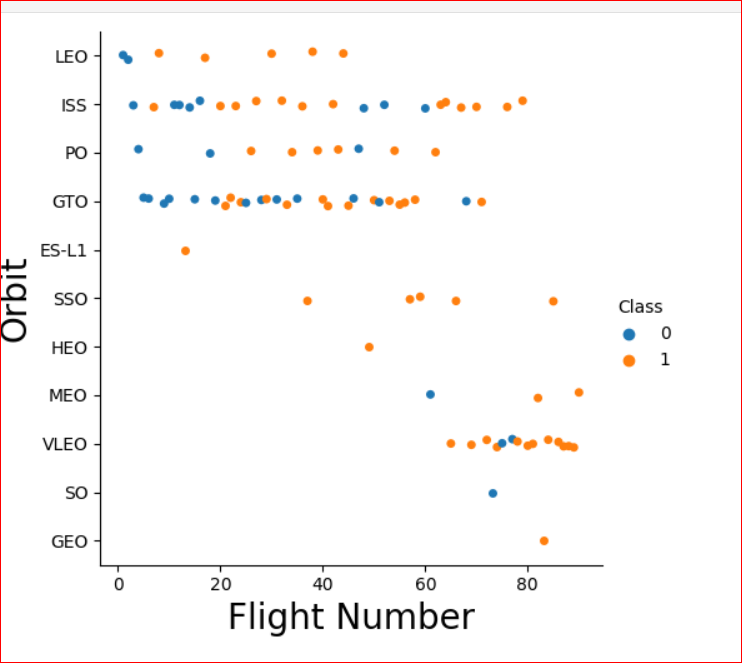 LEO
ISS
PO
GTO
ES-L1
SSO
HEO
MEO
VLEO
SO
GEO
Orbit
0 20 40 60 80
Flight Number
Class
0
1